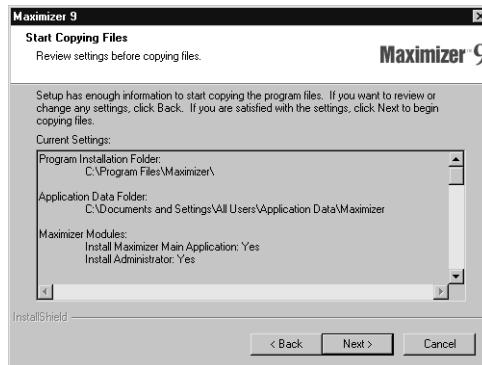 Maximizer 9
Start Copying Files
Review settings before copying files.
Maximizer™ 9
Setup has enough information to start copying the program files. If you want to review or
change any settings, click Back. If you are satisfied with the settings, click Next to begin
copying files.
Current Settings:
Program Installation Folder:
C:\Program Files\Maximizer\
Application Data Folder:
C:\Documents and Settings\All Users\Application Data\Maximizer
Maximizer Modules:
Install Maximizer Main Application: Yes
Install Administrator: Yes
InstallShield
< Back
Next >
Cancel